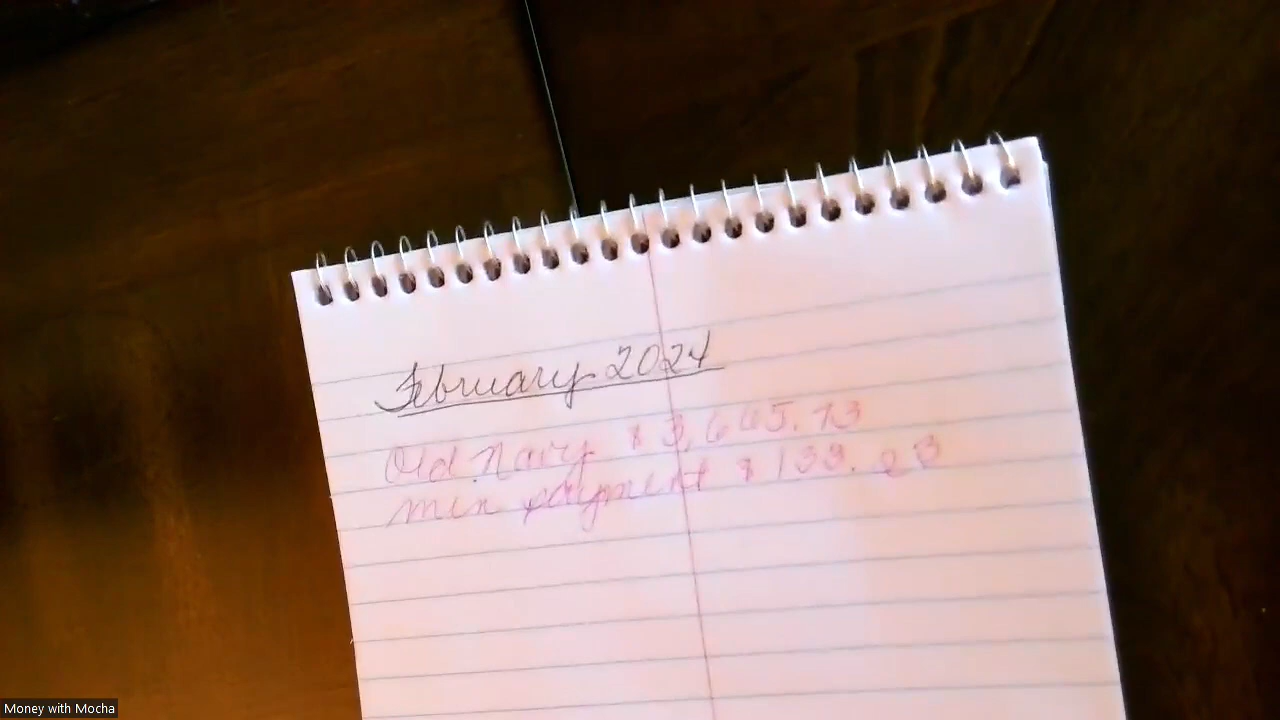 February 2024
Old Navy $3,665.73
min payment $133.23
Money with Mocha